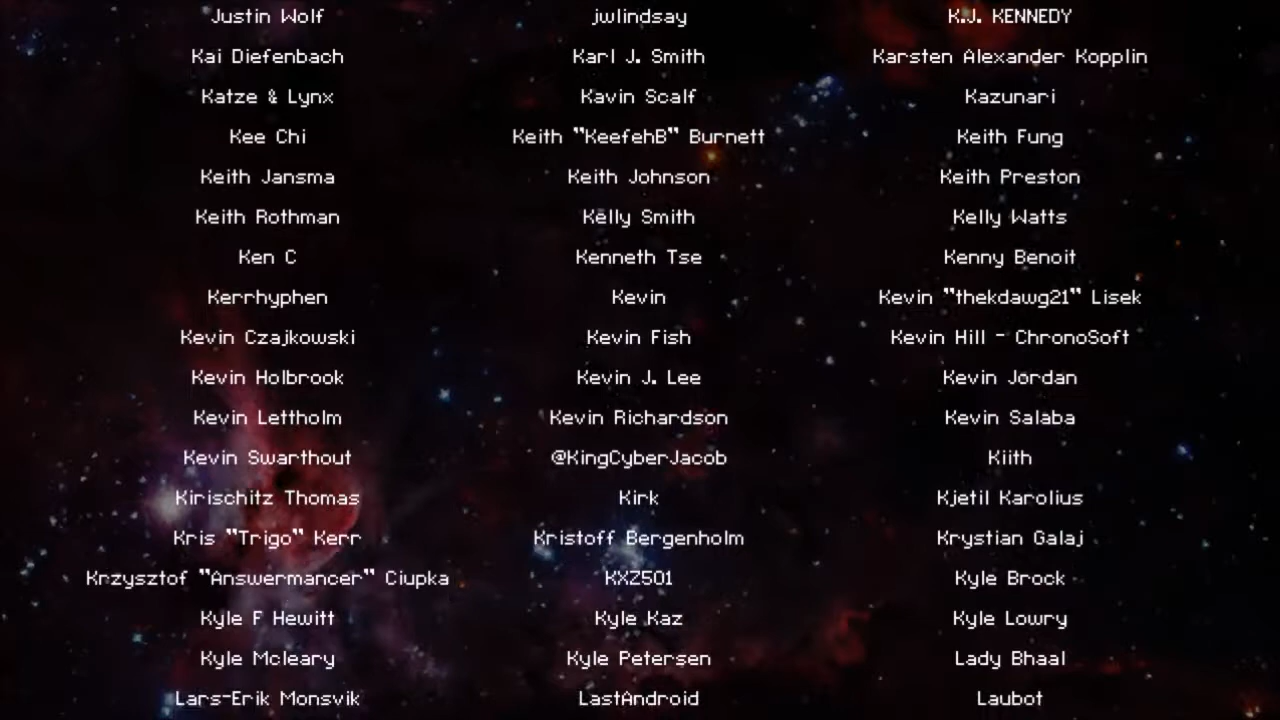 Justin Wolf jwlindsay K.J. KENNEDY
Kai Diefenbach Karl J. Smith Karsten Alexander Kopplin
Katze & Lynx Kavin Scalf Kazunari
Kee Chi Keith "KeefehB" Burnett Keith Fung
Keith Jansma Keith Johnson Keith Preston
Keith Rothman Kelly Smith Kelly Watts
Ken C Kenneth Tse Kenny Benoit
Kerrhyphen Kevin Kevin "thekdawg21" Lisek
Kevin Czajkowski Kevin Fish Kevin Hill - ChronoSoft
Kevin Holbrook Kevin J. Lee Kevin Jordan
Kevin Lettholm Kevin Richardson Kevin Salaba
Kevin Swarthout @KingCyberJacob Kiith
Kirischitz Thomas Kirk Kjetil Karolius
Kris "Trigo" Kerr Kristoff Bergenholm Krystian Galaj
Krzysztof "Answermancer" Ciupka KXZ501 Kyle Brock
Kyle F Hewitt Kyle Kaz Kyle Lowry
Kyle Mcleary Kyle Petersen Lady Bhaal
Lars-Erik Monsvik LastAndroid Laubot